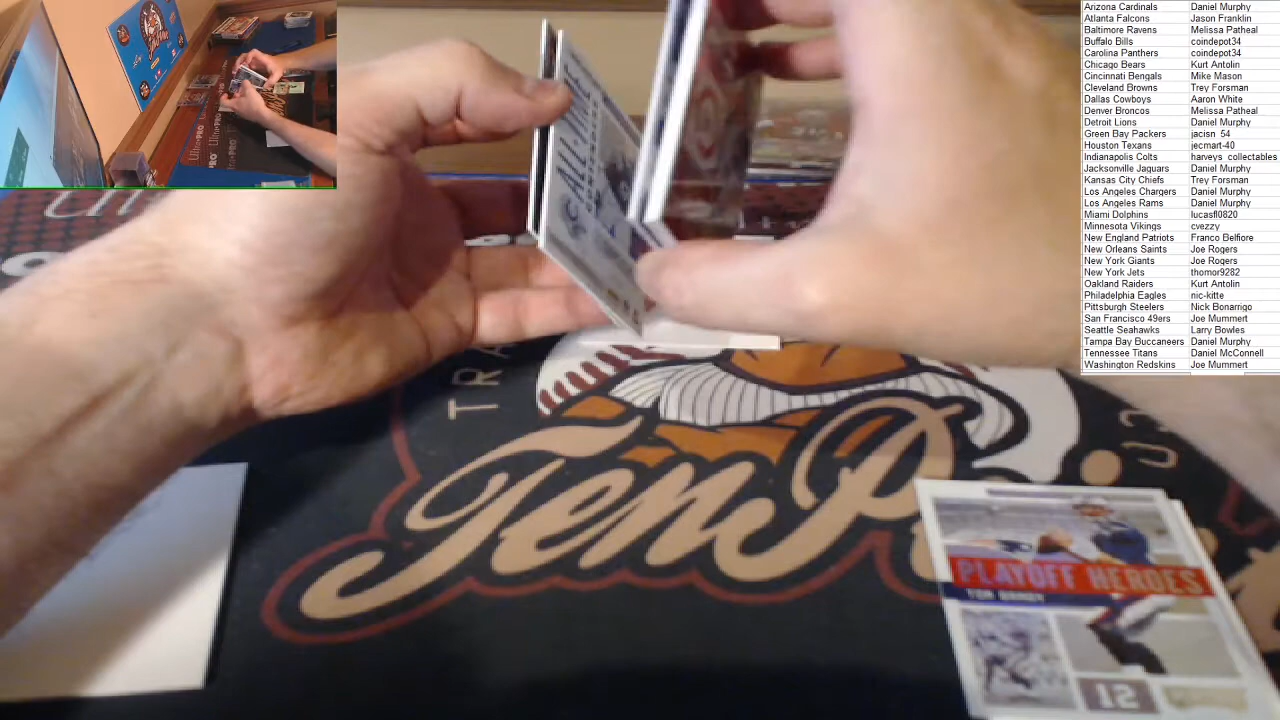 Arizona Cardinals Daniel Murphy
Atlanta Falcons Jason Franklin
Baltimore Ravens Melissa Patheal
Buffalo Bills coindepot34
Carolina Panthers coindepot34
Chicago Bears Kurt Antolin
Cincinnati Bengals Mike Mason
Cleveland Browns Trey Forsman
Dallas Cowboys Aaron White
Denver Broncos Melissa Patheal
Detroit Lions Daniel Murphy
Green Bay Packers jacisn 54
Houston Texans jecmart-40
Indianapolis Colts harveys collectables
Jacksonville Jaguars Daniel Murphy
Kansas City Chiefs Trey Forsman
Los Angeles Chargers Daniel Murphy
Los Angeles Rams Daniel Murphy
Miami Dolphins lucasfl0820
Minnesota Vikings cvezzy
New England Patriots Franco Belfiore
New Orleans Saints Joe Rogers
New York Giants Joe Rogers
New York Jets thomor9282
Oakland Raiders Kurt Antolin
Philadelphia Eagles nic-kitte
Pittsburgh Steelers Nick Bonarrigo
San Francisco 49ers Joe Mummert
Seattle Seahawks Larry Bowles
Tampa Bay Buccaneers Daniel Murphy
Tennessee Titans Daniel McConnell
Washington Redskins Joe Mummert
ALL-TIME
TRA
Ten P
PLAYOFF HEROES
TOM BRADY
12
Ultra PRO